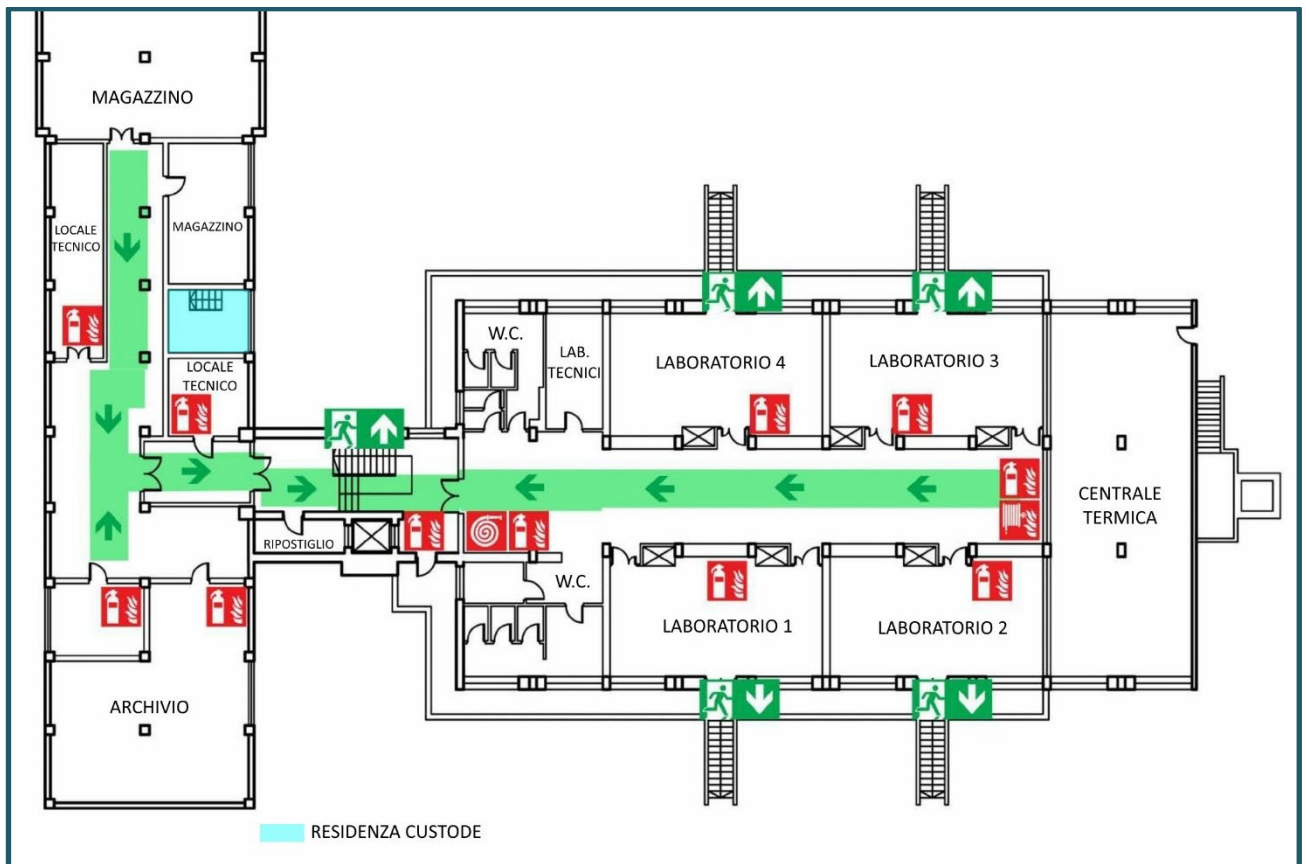 MAGAZZINO
LOCALE
TECNICO
MAGAZZINO
LOCALE
TECNICO
W.C.
LAB.
TECNICI
LABORATORIO 4
LABORATORIO 3
CENTRALE
TERMICA
RIPOSTIGLIO
W.C.
LABORATORIO 1
LABORATORIO 2
ARCHIVIO
RESIDENZA CUSTODE